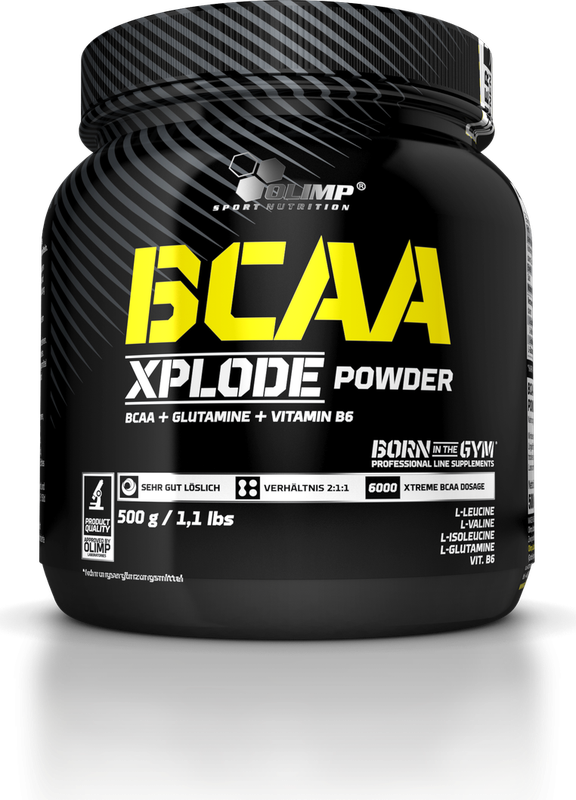 OLIMP®
SPORT NUTRITION
BCAA
XPLODE POWDER
BCAA + GLUTAMINE + VITAMIN B6
BORN IN THE GYM®
PROFESSIONAL LINE SUPPLEMENTS
SEHR GUT LÖSLICH
VERHÄLTNIS 2:1:1
6000 XTREME BCAA DOSAGE
PRODUCT
QUALITY
APPROVED BY
OLIMP
LABORATORIES
500 g / 1,1 lbs
L-LEUCINE
L-VALINE
L-ISOLEUCINE
L-GLUTAMINE
VIT. B6
*Nahrungsergänzungsmittel